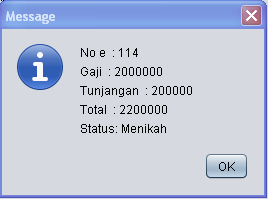 Message
No e : 114
Gaji : 2000000
Tunjangan : 200000
Total : 2200000
Status: Menikah
OK